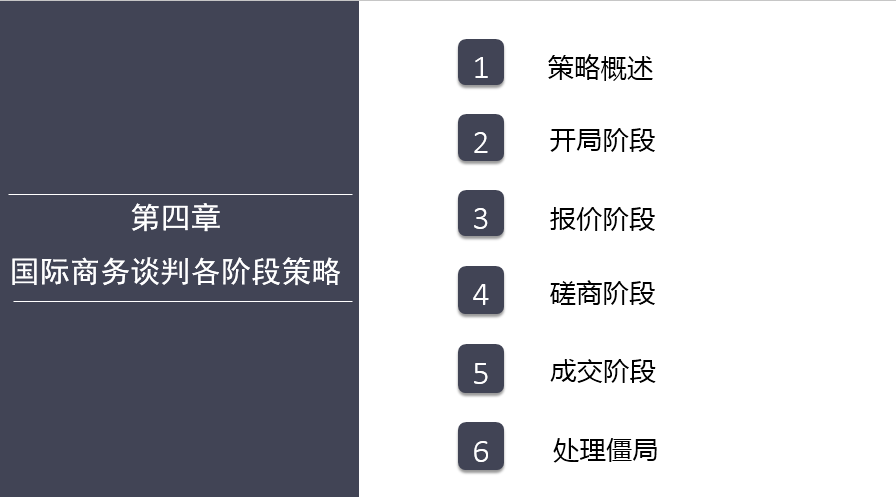 第四章
国际商务谈判各阶段策略
1 策略概述
2 开局阶段
3 报价阶段
4 磋商阶段
5 成交阶段
6 处理僵局